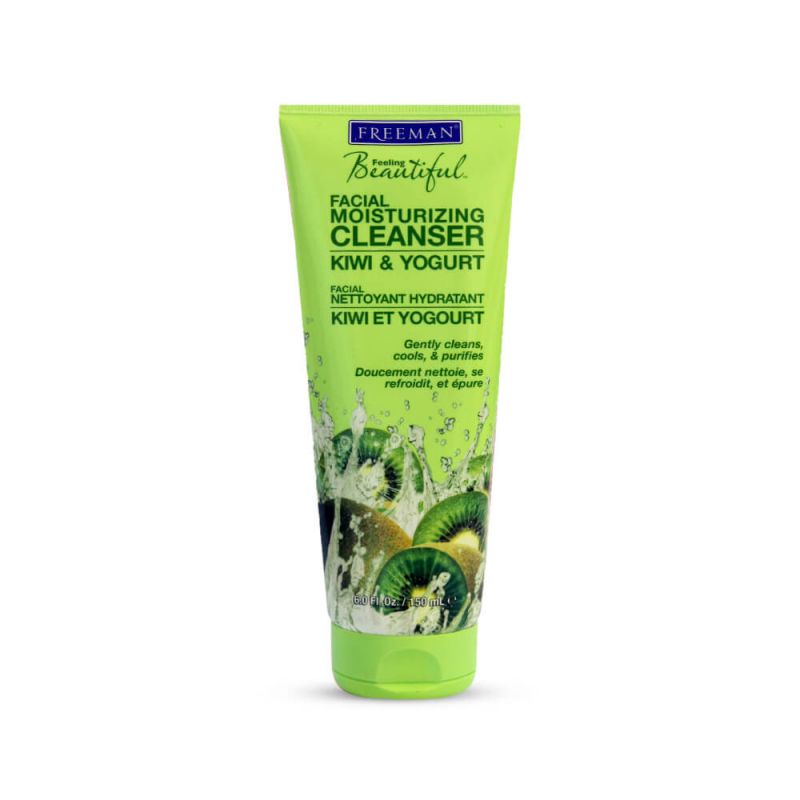 FREEMAN®
Feeling
Beautiful™
FACIAL
MOISTURIZING
CLEANSER
KIWI & YOGURT
FACIAL
NETTOYANT HYDRATANT
KIWI ET YOGOURT
Gently cleans,
cools, & purifies
Doucement nettoie, se
refroidit, et épure
6.0 Fl. Oz. / 150 mL ℮